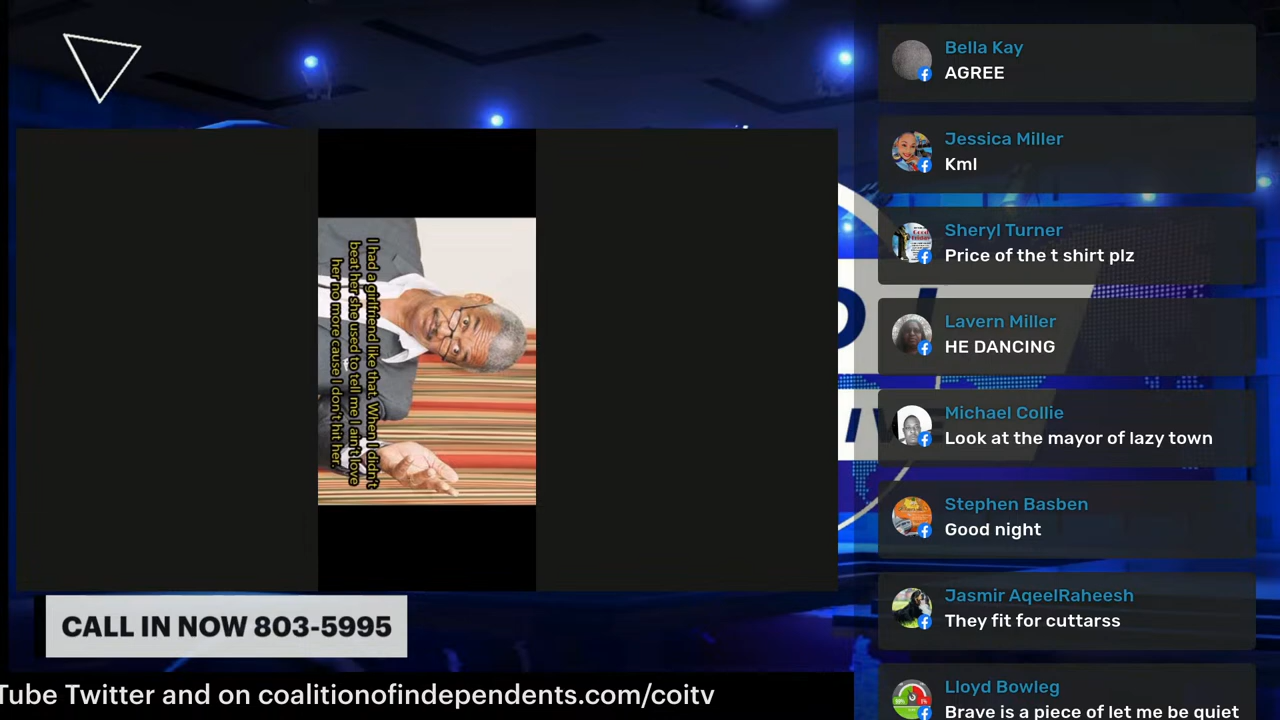 I had a girlfriend like that. When I didn't
beat her she used to tell me I ain't love
her no more cause I don't hit her
CALL IN NOW 803-5995
Tube Twitter and on coalitionofindependents.com/coitv
Bella Kay
AGREE
Jessica Miller
Kml
Sheryl Turner
Price of the t shirt plz
Lavern Miller
HE DANCING
Michael Collie
Look at the mayor of lazy town
Stephen Basben
Good night
Jasmir AqeelRaheesh
They fit for cuttarss
Lloyd Bowleg
Brave is a piece of let me be quiet